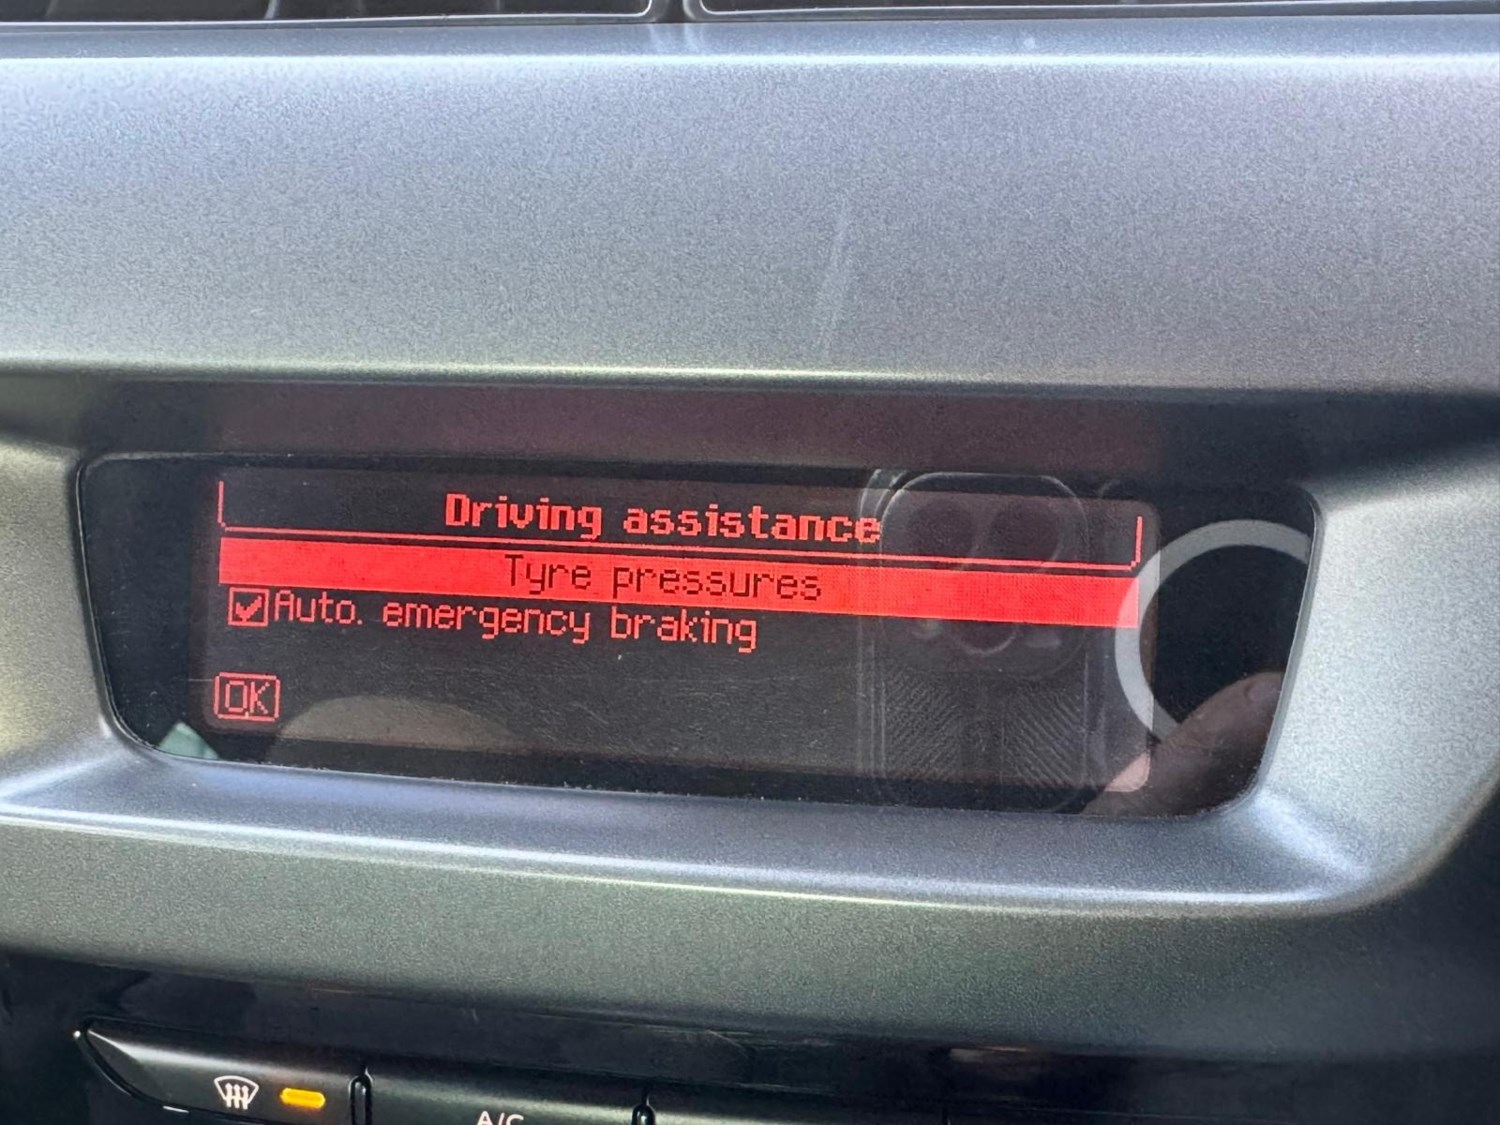 Driving assistance
Tyre pressures
Auto. emergency braking
OK
A/C